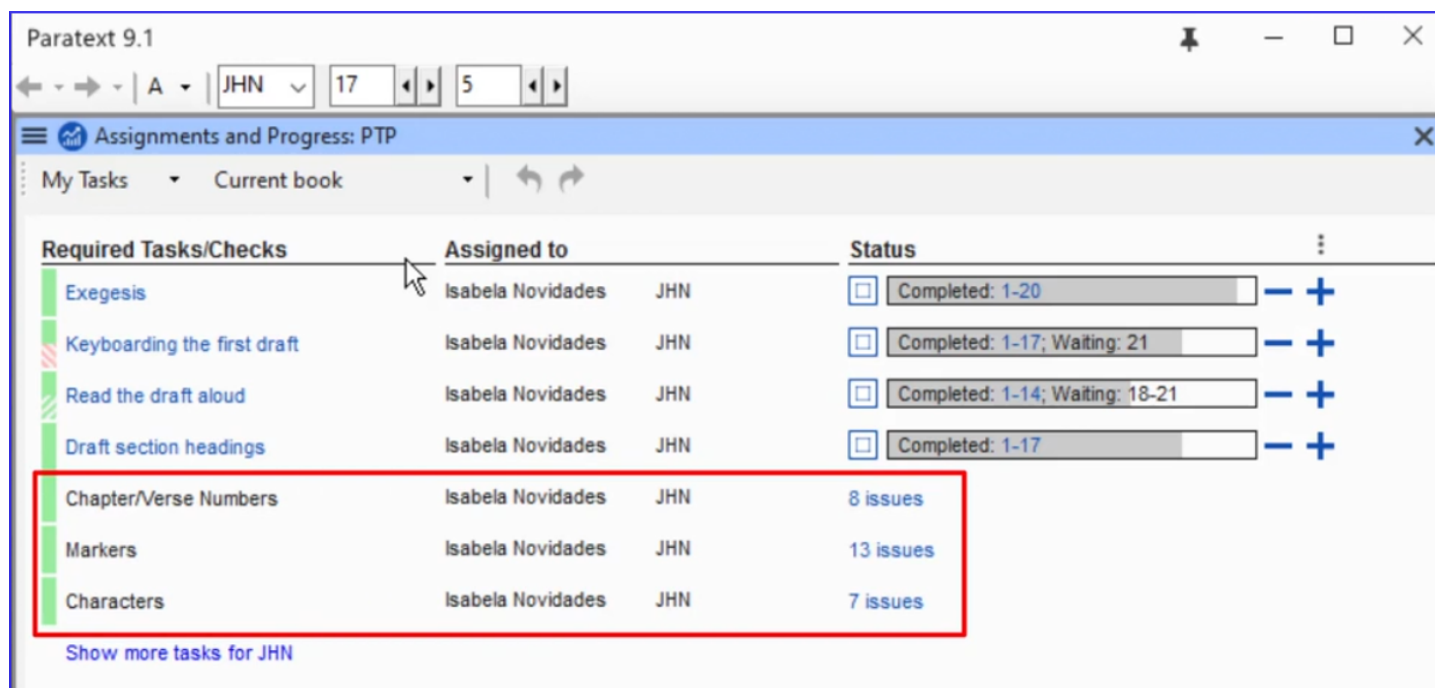 Paratext 9.1
A JHN 17 5
Assignments and Progress: PTP
My Tasks Current book
Required Tasks/Checks Assigned to Status
Exegesis Isabela Novidades JHN Completed: 1-20
Keyboarding the first draft Isabela Novidades JHN Completed: 1-17; Waiting: 21
Read the draft aloud Isabela Novidades JHN Completed: 1-14; Waiting: 18-21
Draft section headings Isabela Novidades JHN Completed: 1-17
Chapter/Verse Numbers Isabela Novidades JHN 8 issues
Markers Isabela Novidades JHN 13 issues
Characters Isabela Novidades JHN 7 issues
Show more tasks for JHN